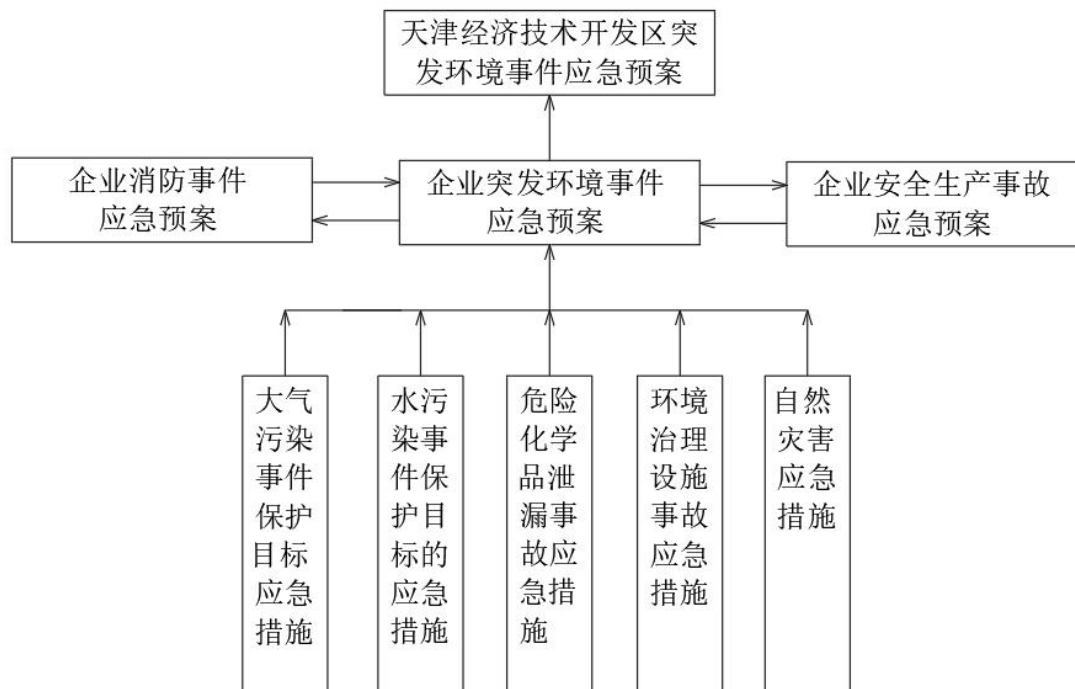 天津经济技术开发区突
发环境事件应急预案
企业消防事件
应急预案
企业突发环境事件
应急预案
企业安全生产事故
应急预案
大气
污染
事件
保护
目标
应急
措施
水污
染事
件保
护目
标的
应急
措施
危险
化学
品泄
漏事
故应
急措
施
环境
治理
设施
事故
应急
措施
自然
灾害
应急
措施